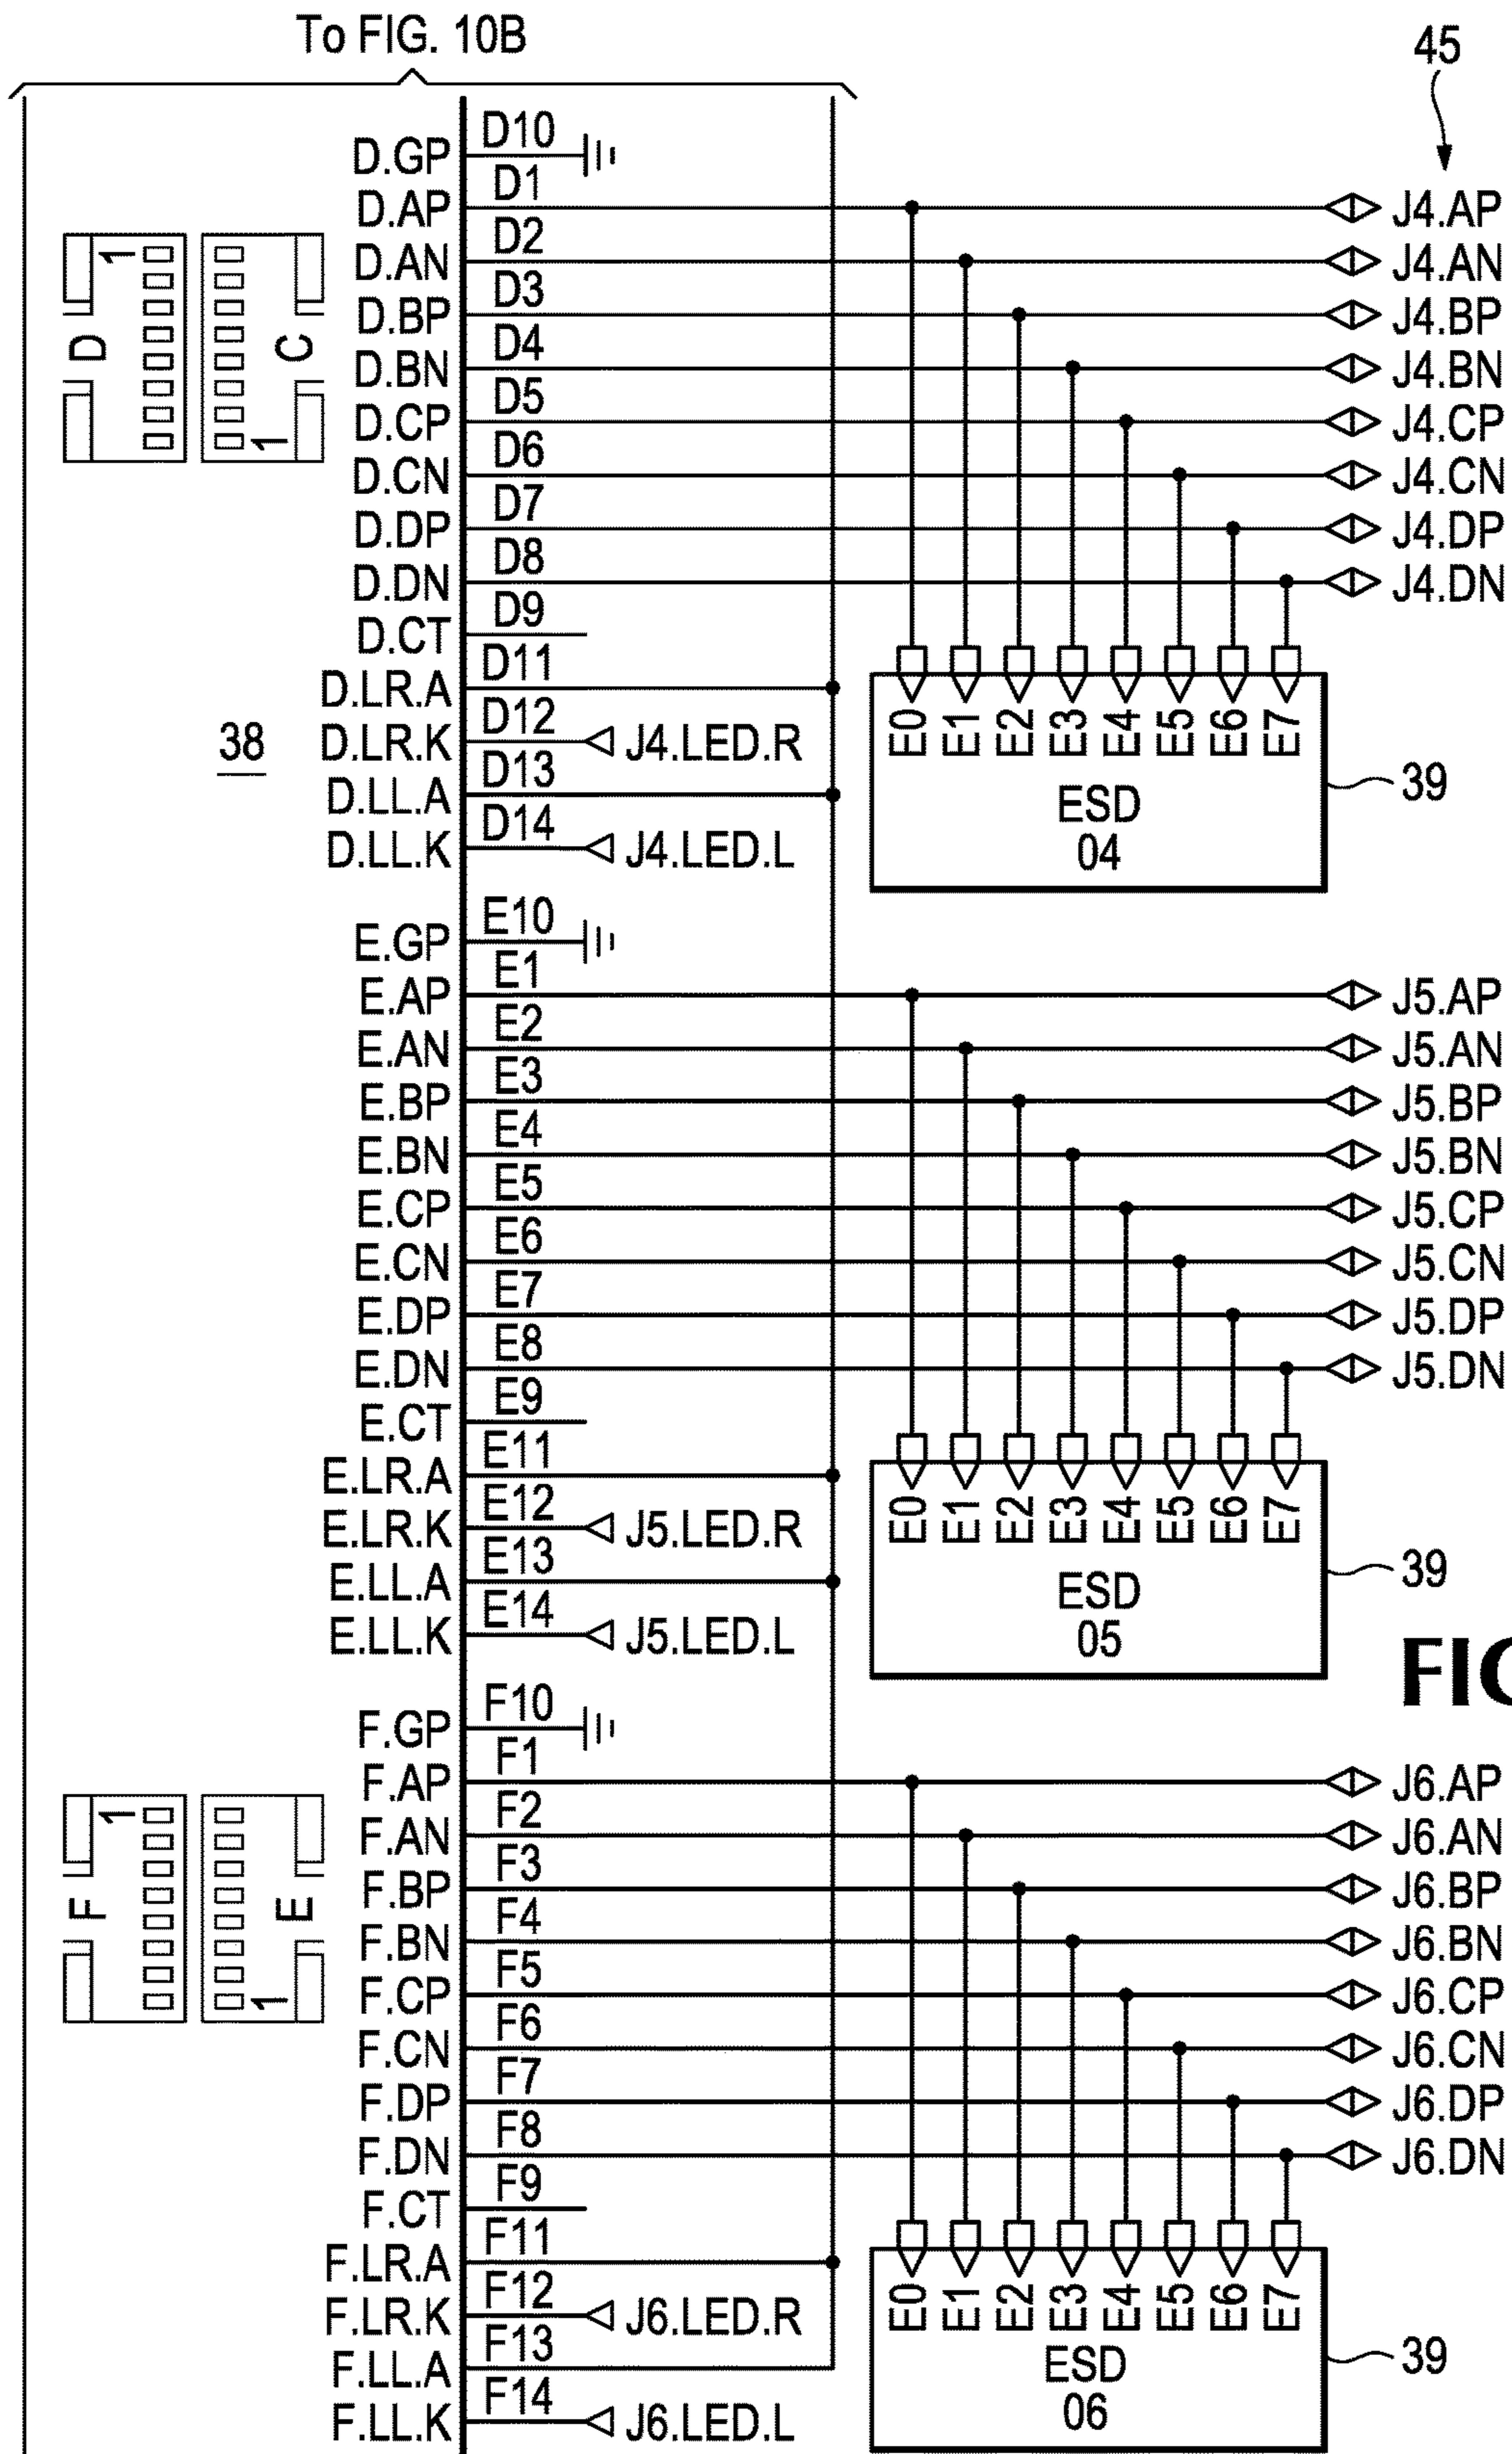 To FIG. 10B
45
D.GP D10
D.AP D1 J4.AP
D.AN D2 J4.AN
D.BP D3 J4.BP
D.BN D4 J4.BN
D.CP D5 J4.CP
D.CN D6 J4.CN
D.DP D7 J4.DP
D.DN D8 J4.DN
D.CT D9
D.LR.A D11
D.LR.K D12 J4.LED.R
D.LL.A D13
D.LL.K D14 J4.LED.L
1
D C
1
38
E0 E1 E2 E3 E4 E5 E6 E7
ESD
04
39
E.GP E10
E.AP E1 J5.AP
E.AN E2 J5.AN
E.BP E3 J5.BP
E.BN E4 J5.BN
E.CP E5 J5.CP
E.CN E6 J5.CN
E.DP E7 J5.DP
E.DN E8 J5.DN
E.CT E9
E.LR.A E11
E.LR.K E12 J5.LED.R
E.LL.A E13
E.LL.K E14 J5.LED.L
E0 E1 E2 E3 E4 E5 E6 E7
ESD
05
39
F.GP F10
F.AP F1 J6.AP
F.AN F2 J6.AN
F.BP F3 J6.BP
F.BN F4 J6.BN
F.CP F5 J6.CP
F.CN F6 J6.CN
F.DP F7 J6.DP
F.DN F8 J6.DN
F.CT F9
F.LR.A F11
F.LR.K F12 J6.LED.R
F.LL.A F13
F.LL.K F14 J6.LED.L
1
F E
1
E0 E1 E2 E3 E4 E5 E6 E7
ESD
06
39